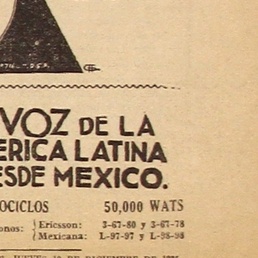 VOZ DE LA
ERICA LATINA
ESDE MEXICO.
OCICLOS 50,000 WATS
onos: Ericsson: 3-67-80 y 3-67-78
Mexicana: L-97-97 y L-98-98